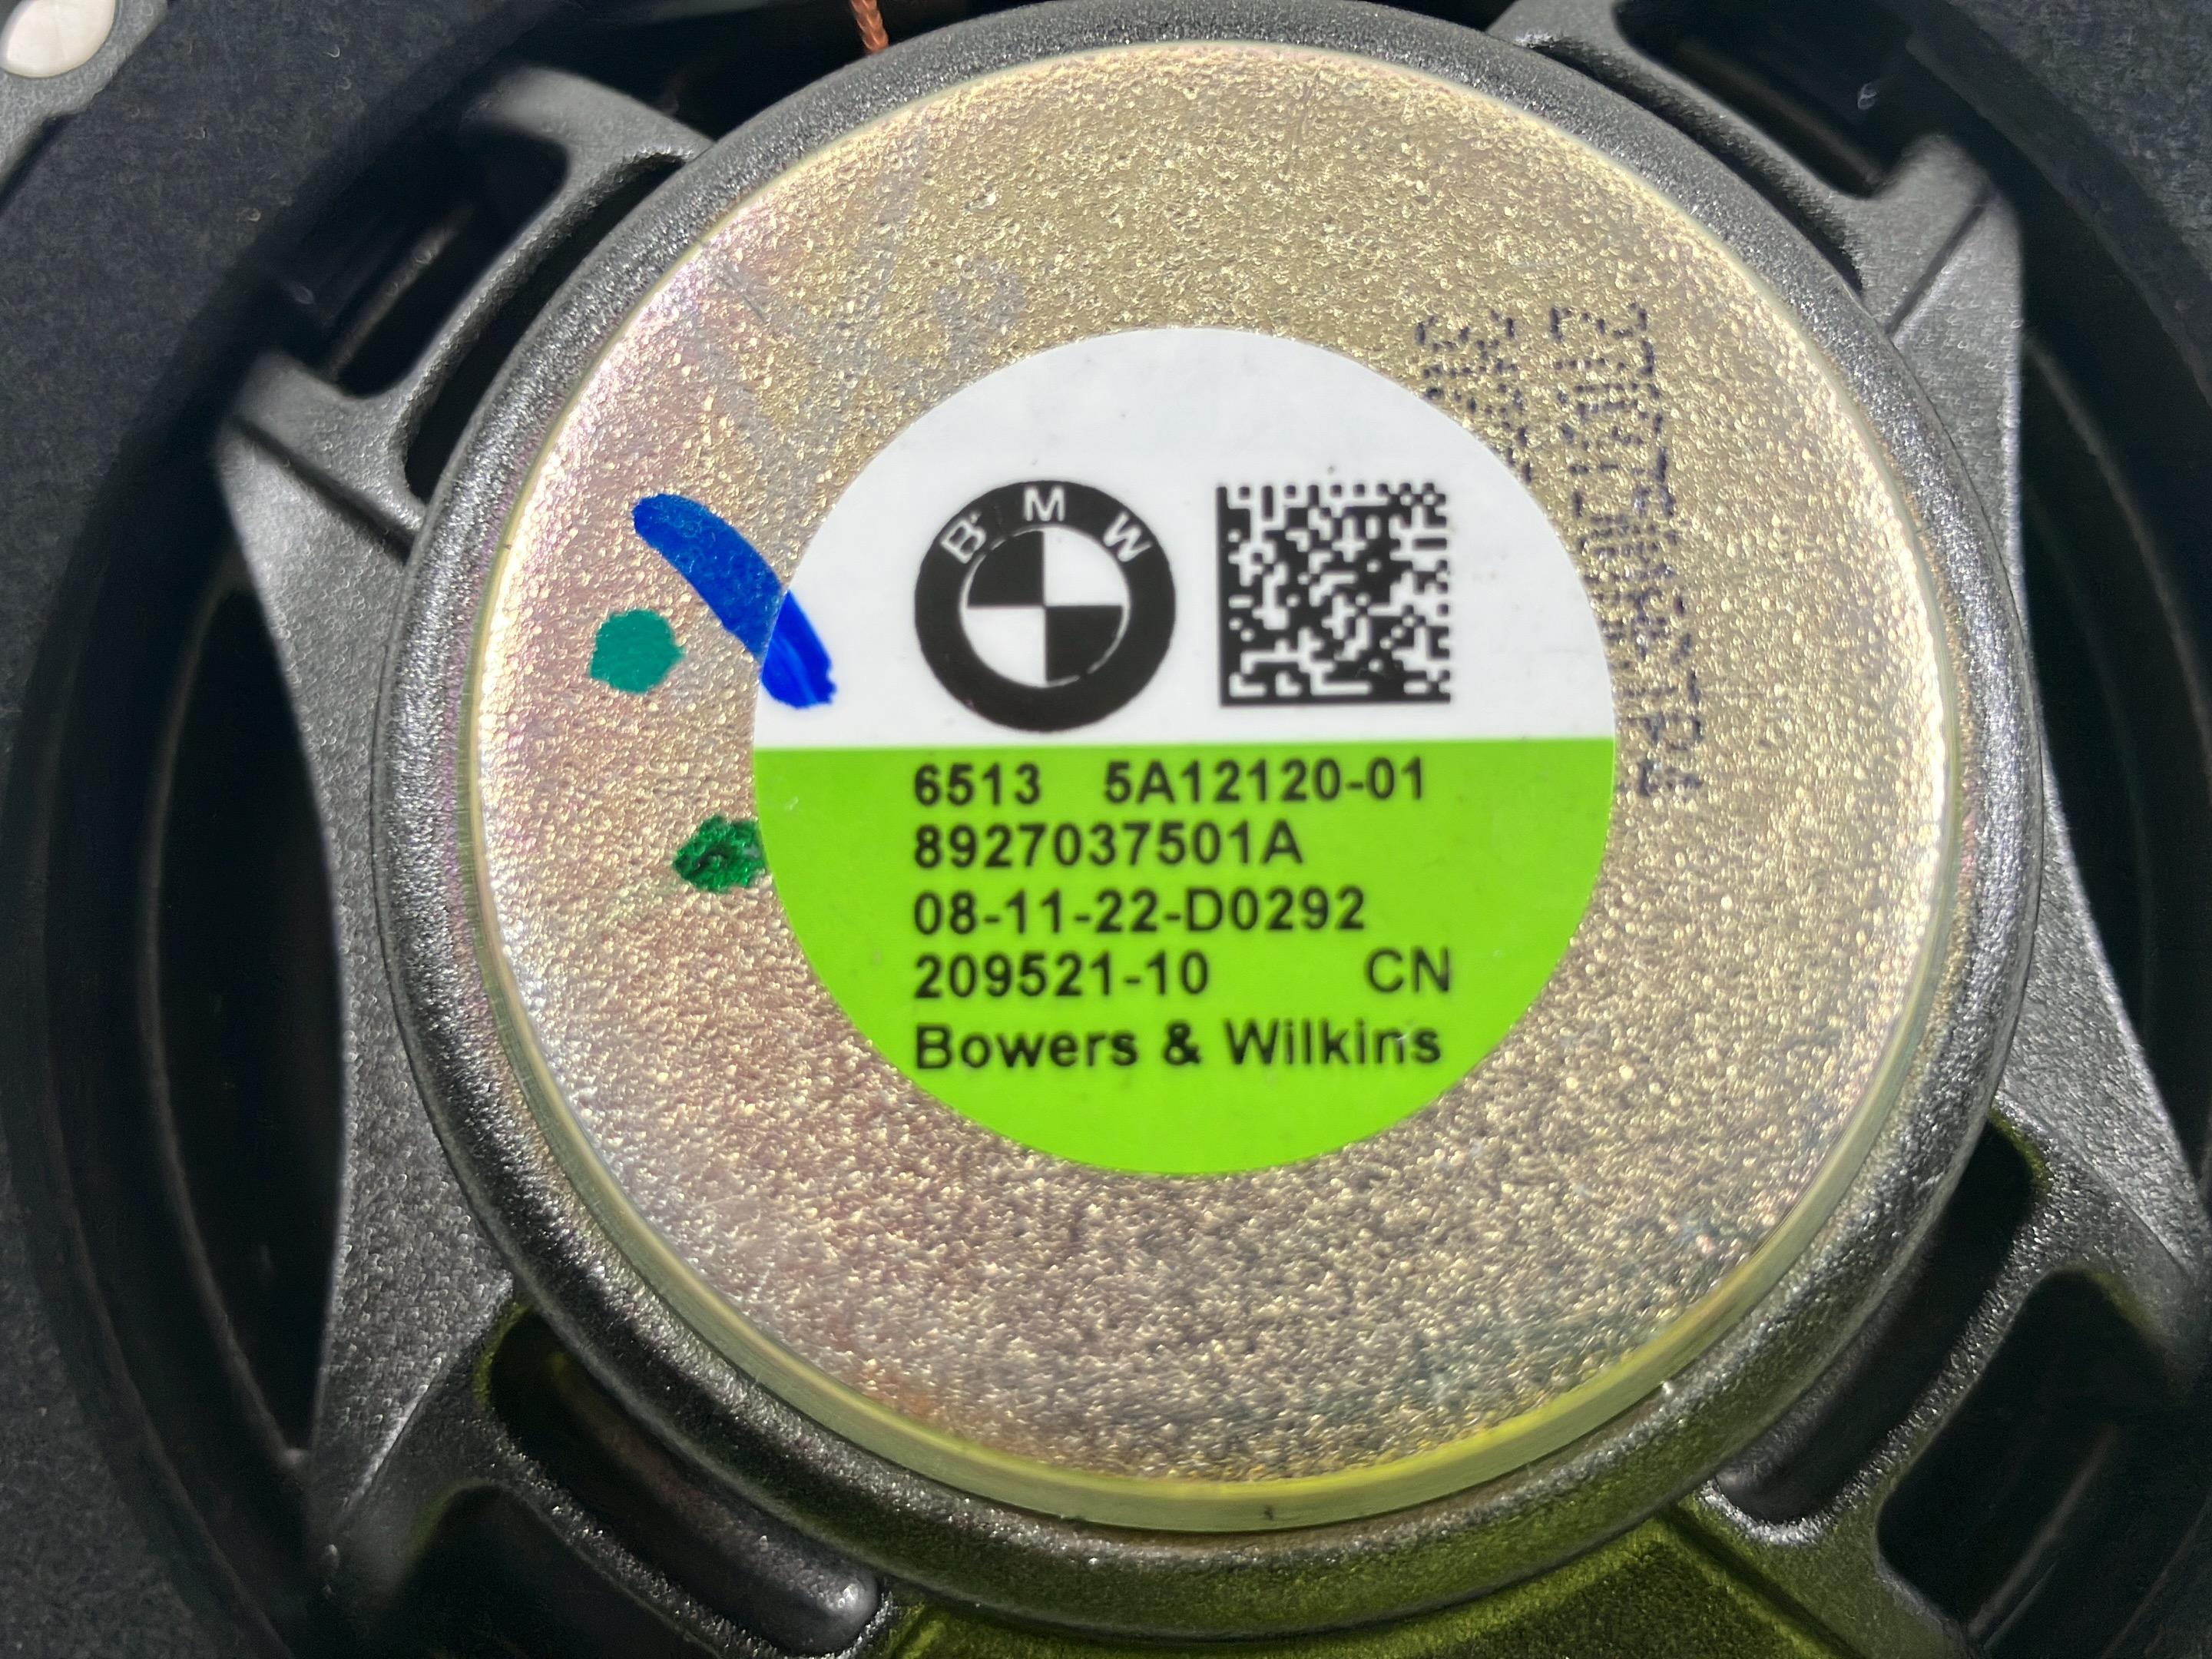 BMW
6513 5A12120-01
8927037501A
08-11-22-D0292
209521-10 CN
Bowers & Wilkins